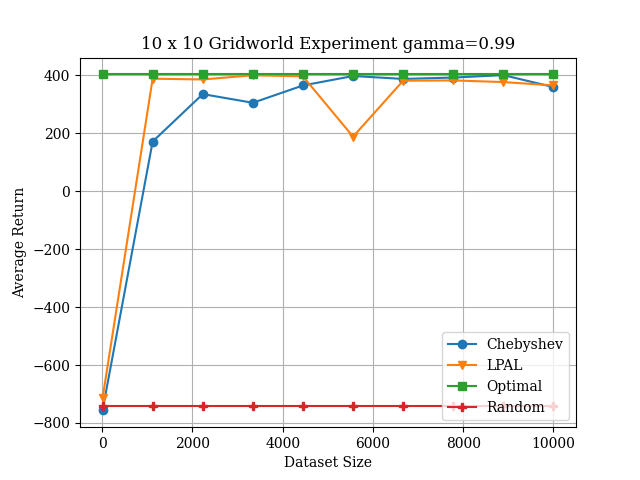 10 x 10 Gridworld Experiment gamma=0.99
400
200
0
−200
−400
−600
−800
Average Return
Chebyshev
LPAL
Optimal
Random
0
2000
4000
6000
8000
10000
Dataset Size